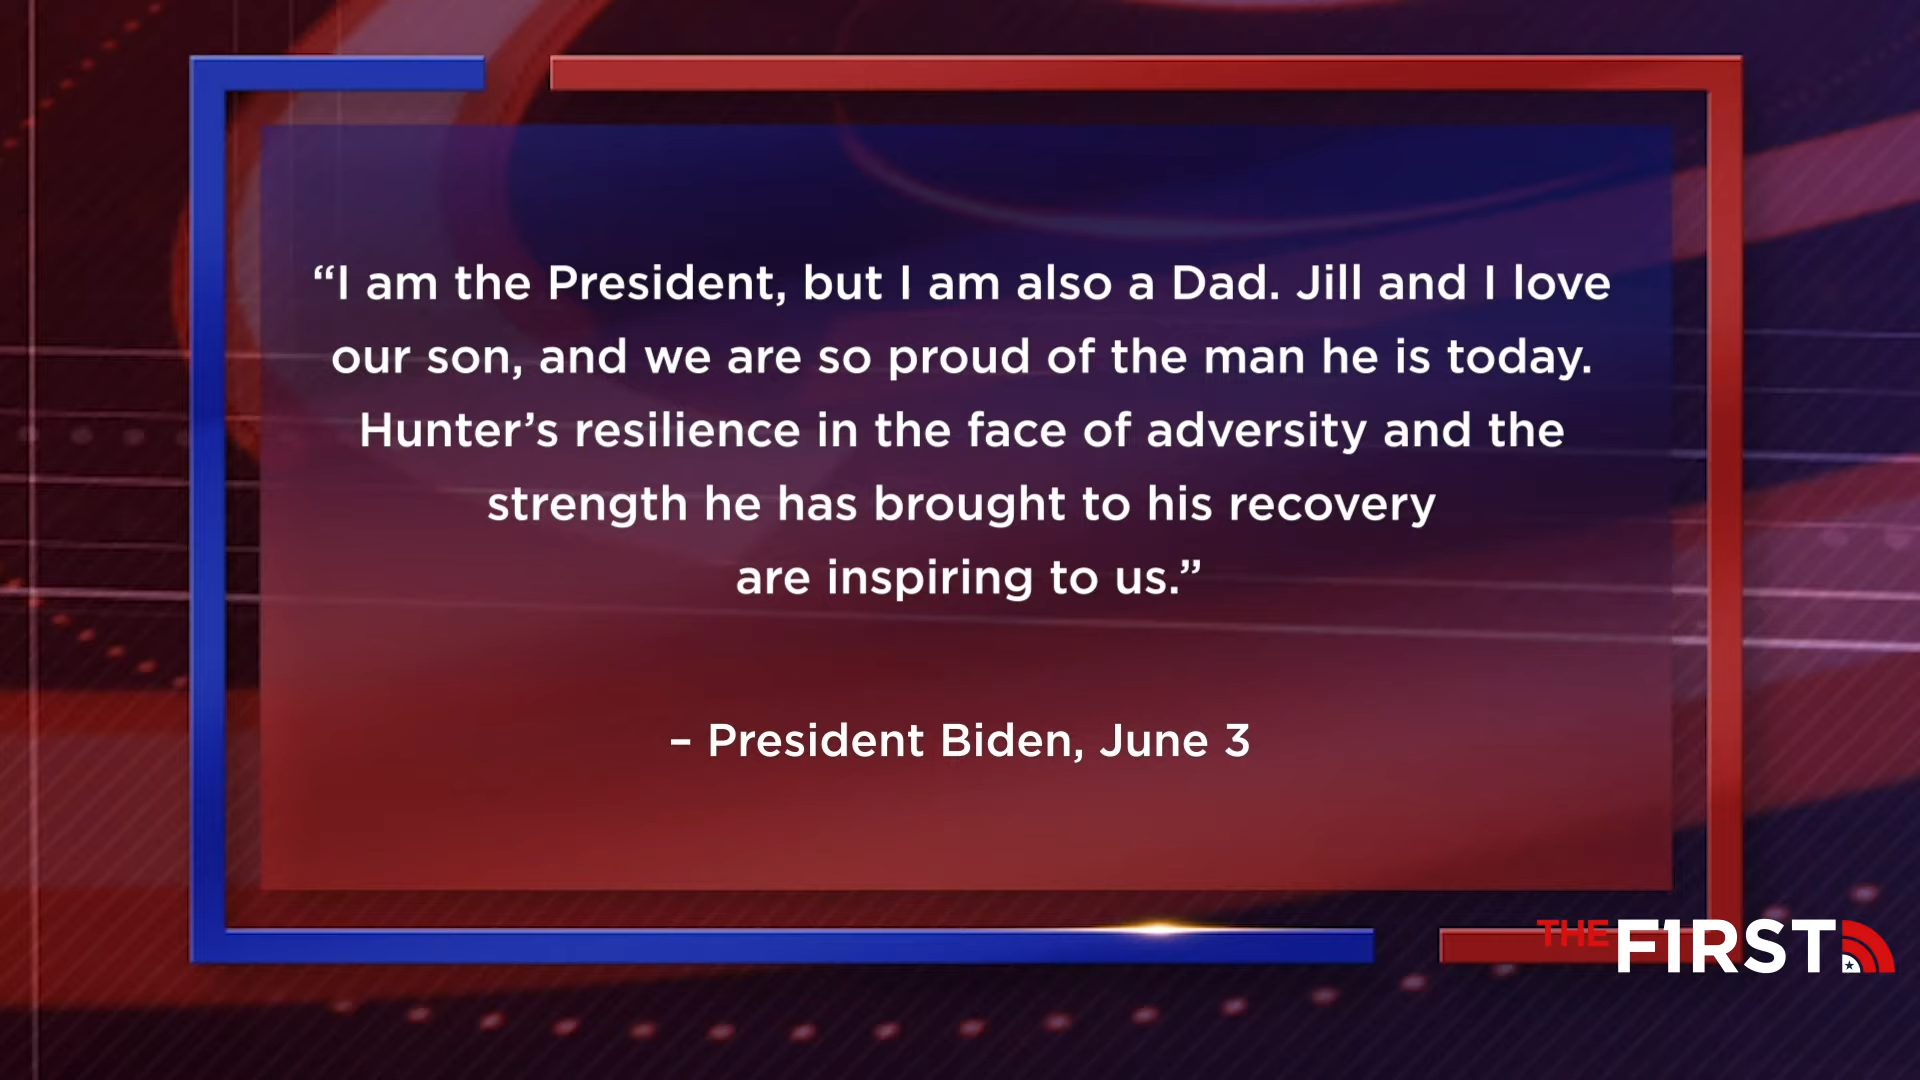 “I am the President, but I am also a Dad. Jill and I love
our son, and we are so proud of the man he is today.
Hunter’s resilience in the face of adversity and the
strength he has brought to his recovery
are inspiring to us.”
– President Biden, June 3
THE FIRST